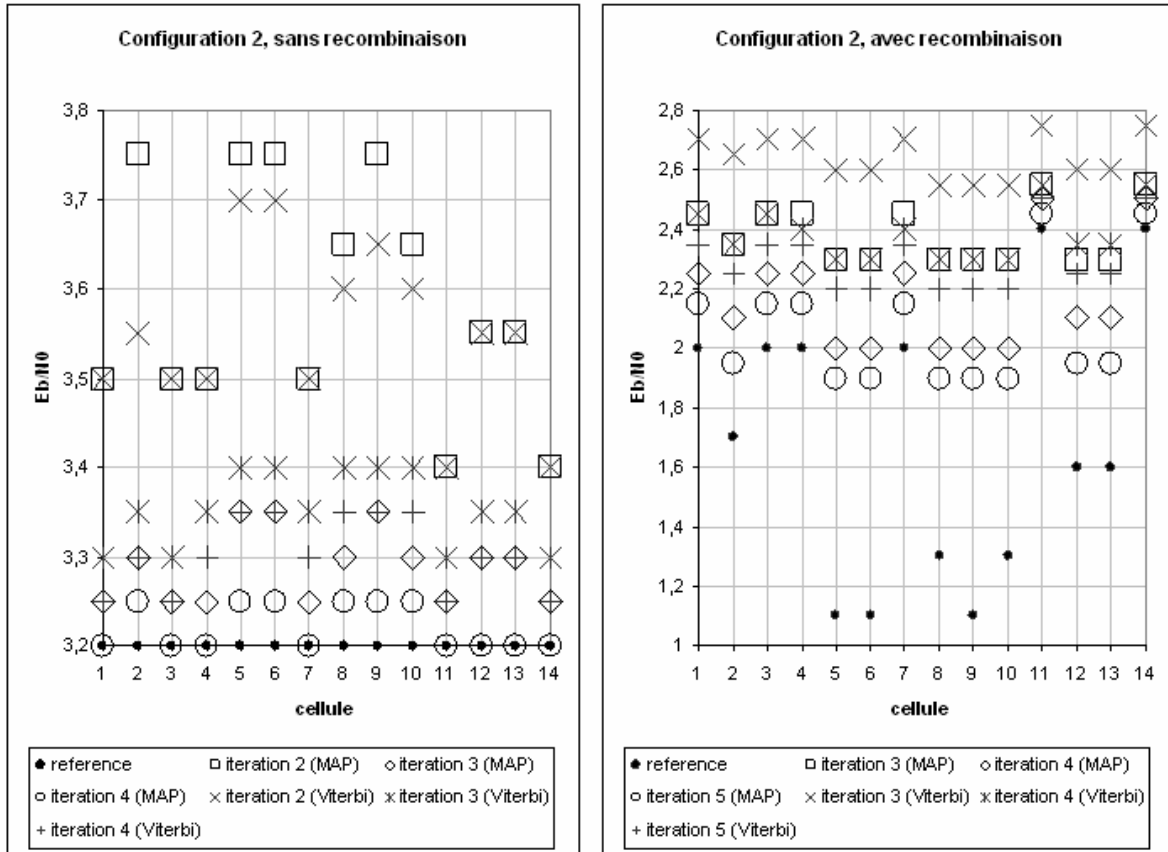 Configuration 2, sans recombinaison
3,8
3,7
3,6
3,5
3,4
3,3
3,2
Eb/N0
1 2 3 4 5 6 7 8 9 10 11 12 13 14
cellule
reference iteration 2 (MAP) iteration 3 (MAP)
iteration 4 (MAP) iteration 2 (Viterbi) iteration 3 (Viterbi)
iteration 4 (Viterbi)
Configuration 2, avec recombinaison
2,8
2,6
2,4
2,2
2
1,8
1,6
1,4
1,2
1
Eb/N0
1 2 3 4 5 6 7 8 9 10 11 12 13 14
cellule
reference iteration 3 (MAP) iteration 4 (MAP)
iteration 5 (MAP) iteration 3 (Viterbi) iteration 4 (Viterbi)
iteration 5 (Viterbi)